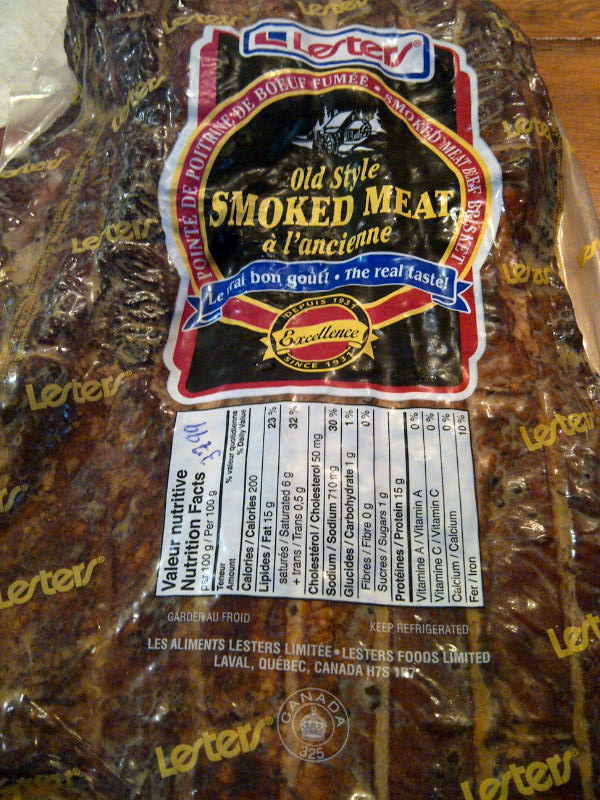 Lesters
POINTE DE POITRINE DE BOEUF FUMÉE • SMOKED MEAT BEEF BRISKET
Old Style
SMOKED MEAT
à l'ancienne
Le vrai bon goût! • The real taste!
DEPUIS 1931
Excellence
SINCE 1931
Valeur nutritive
Nutrition Facts
per 100 g / Per 100 g
Teneur
Amount
% valeur quotidienne
% Daily Value
Calories / Calories 200
Lipides / Fat 15 g 23 %
saturés / Saturated 6 g
+ trans / Trans 0,5 g 32 %
Cholestérol / Cholesterol 50 mg
Sodium / Sodium 710 mg 30 %
Glucides / Carbohydrate 1 g 1 %
Fibres / Fibre 0 g 0 %
Sucres / Sugars 1 g
Protéines / Protein 15 g
Vitamine A / Vitamin A 0 %
Vitamine C / Vitamin C 0 %
Calcium / Calcium 0 %
Fer / Iron 10 %
GARDER AU FROID
KEEP REFRIGERATED
LES ALIMENTS LESTERS LIMITÉE • LESTERS FOODS LIMITED
LAVAL, QUÉBEC, CANADA H7S
CANADA
325
Lesters
Lesters
Lesters
Lesters
Lesters
Lesters